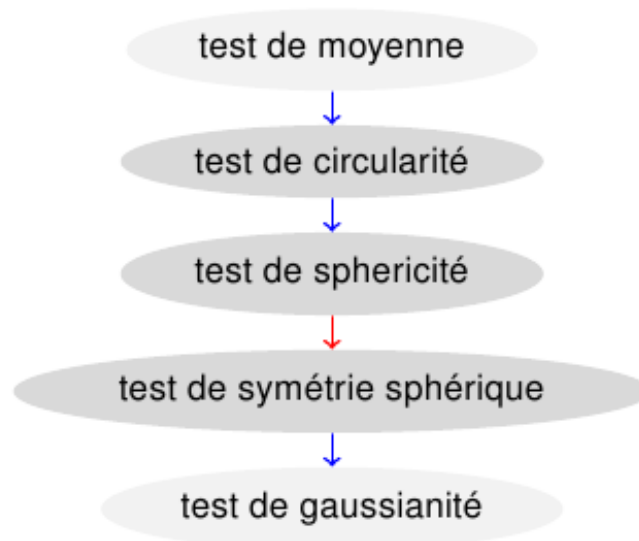 test de moyenne
test de circularité
test de sphericité
test de symétrie sphérique
test de gaussianité